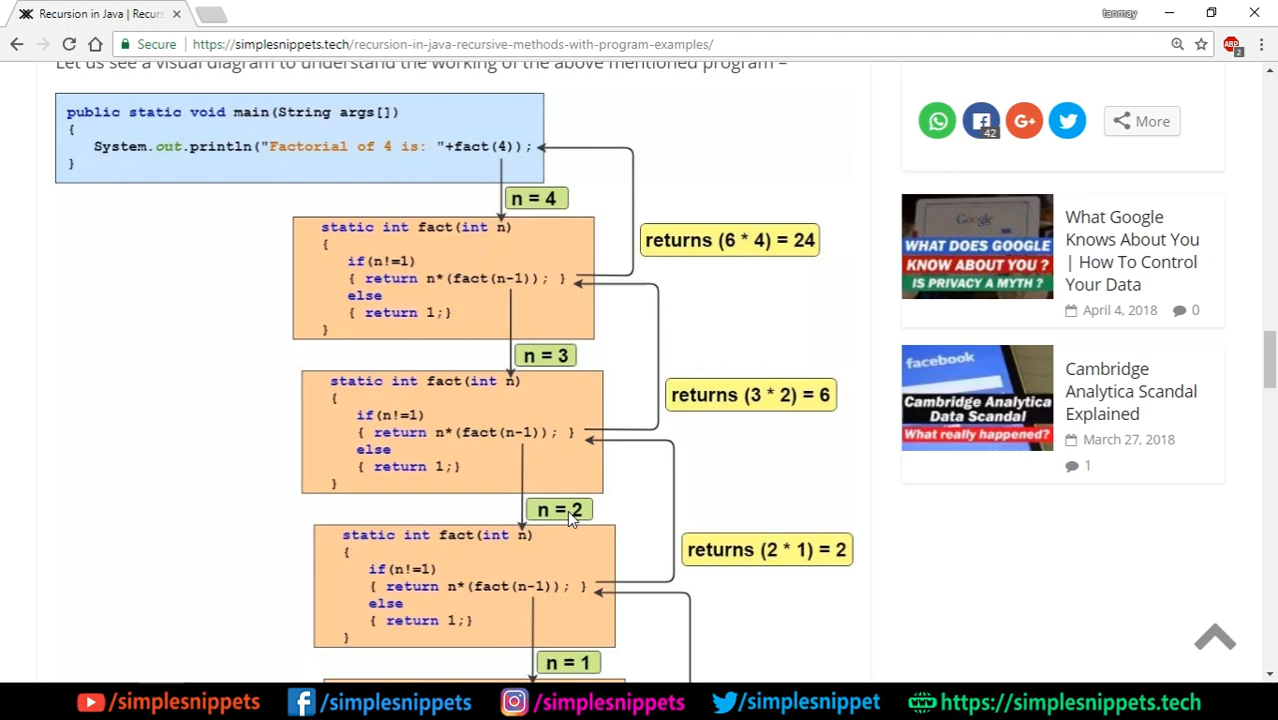 Recursion in Java | Recurs
tanmay
Secure
https://simplesnippets.tech/recursion-in-java-recursive-methods-with-program-examples/
ABP
2
Let us see a visual diagram to understand the working of the above mentioned program –
public static void main(String args[])
{
System.out.println("Factorial of 4 is: "+fact(4));
}
n = 4
static int fact(int n)
{
if(n!=1)
{ return n*(fact(n-1)); }
else
{ return 1;}
}
returns (6 * 4) = 24
n = 3
static int fact(int n)
{
if(n!=1)
{ return n*(fact(n-1)); }
else
{ return 1;}
}
returns (3 * 2) = 6
n = 2
static int fact(int n)
{
if(n!=1)
{ return n*(fact(n-1)); }
else
{ return 1;}
}
returns (2 * 1) = 2
n = 1
42
G+
More
Google
WHAT DOES GOOGLE
KNOW ABOUT YOU ?
IS PRIVACY A MYTH ?
What Google
Knows About You
| How To Control
Your Data
April 4, 2018
0
facebook
Cambridge Analytica
Data Scandal
What really happened?
Cambridge
Analytica Scandal
Explained
March 27, 2018
1
/simplesnippets
/simplesnippets
/simplesnippets
/simplesnippets
https://simplesnippets.tech